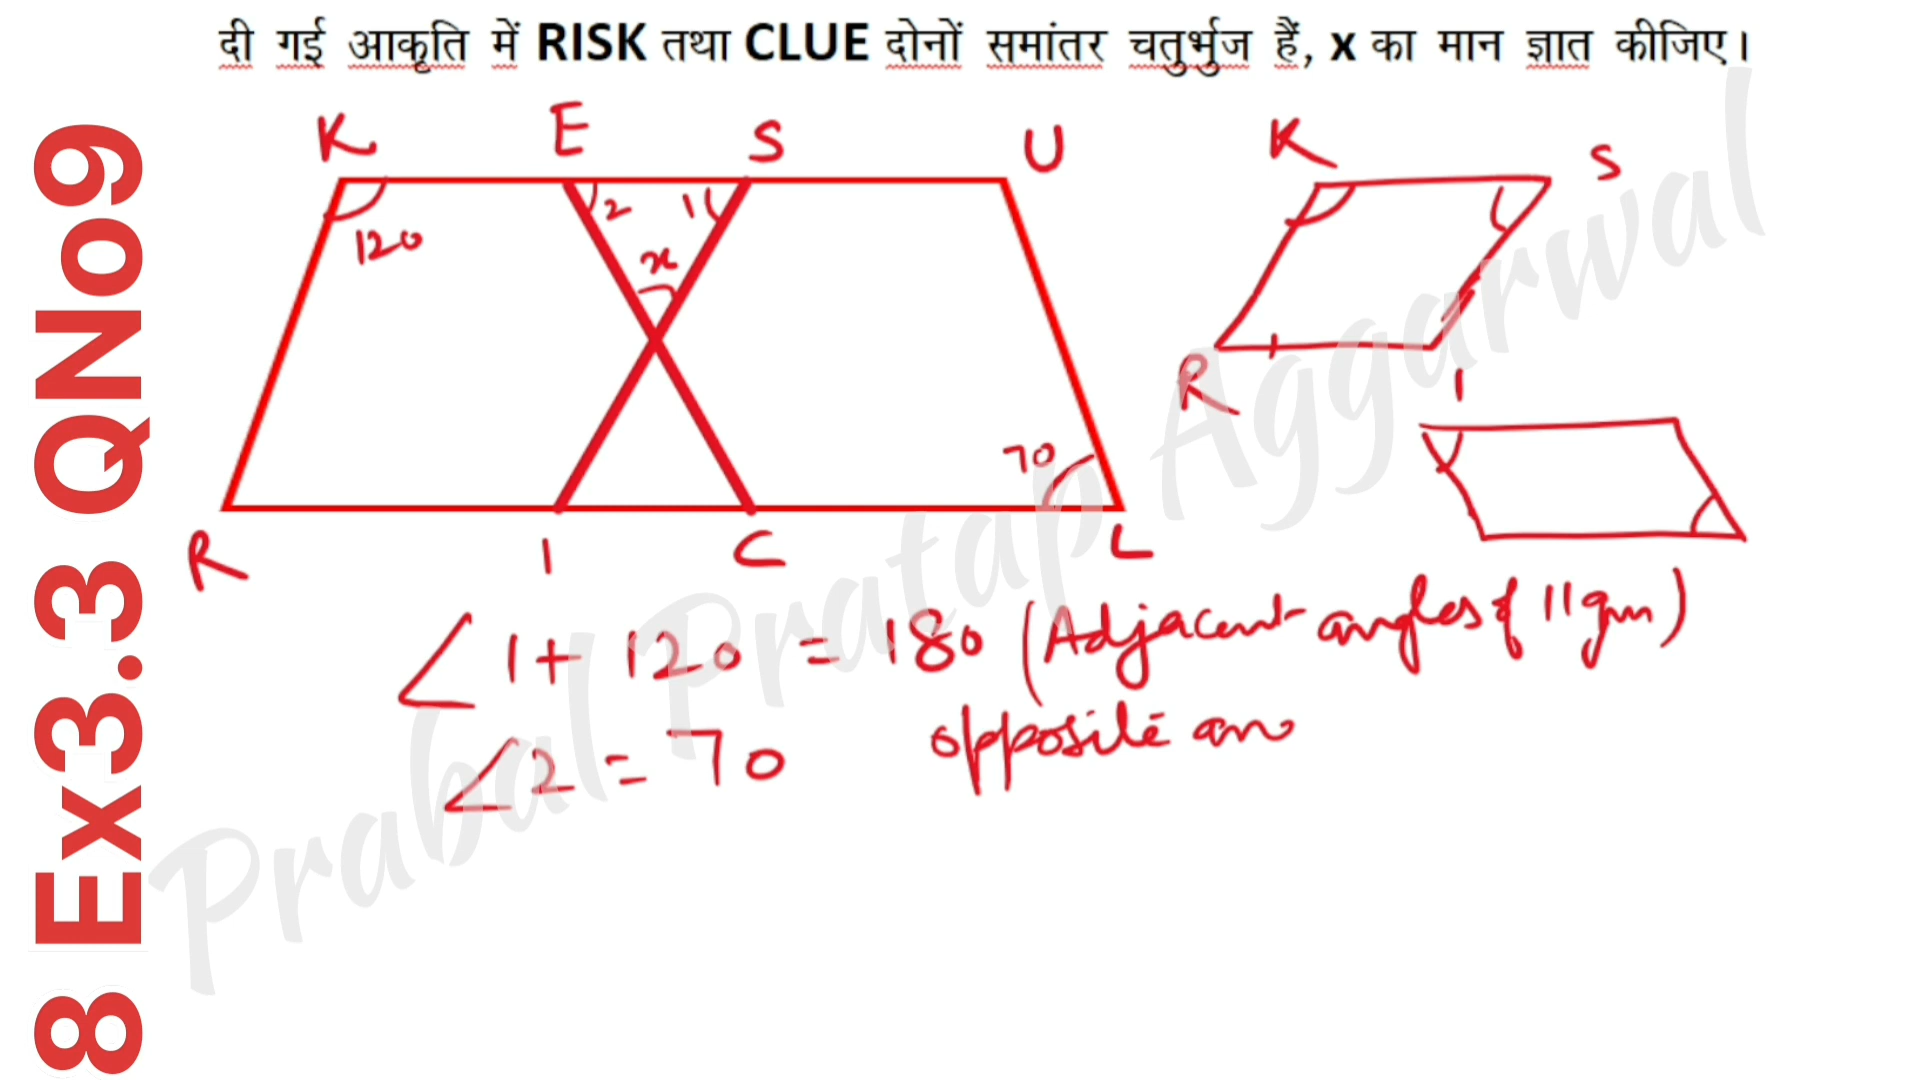 दी गई आकृति में RISK तथा CLUE दोनों समांतर चतुर्भुज हैं, x का मान ज्ञात कीजिए।
8 Ex3.3 QNo9
K E S U
120 2 1 x
70
R I C L
K S
R I
∠1 + 120 = 180 (Adjacent angles of ||gm)
∠2 = 70 opposite an
Prabal Pratap Aggarwal